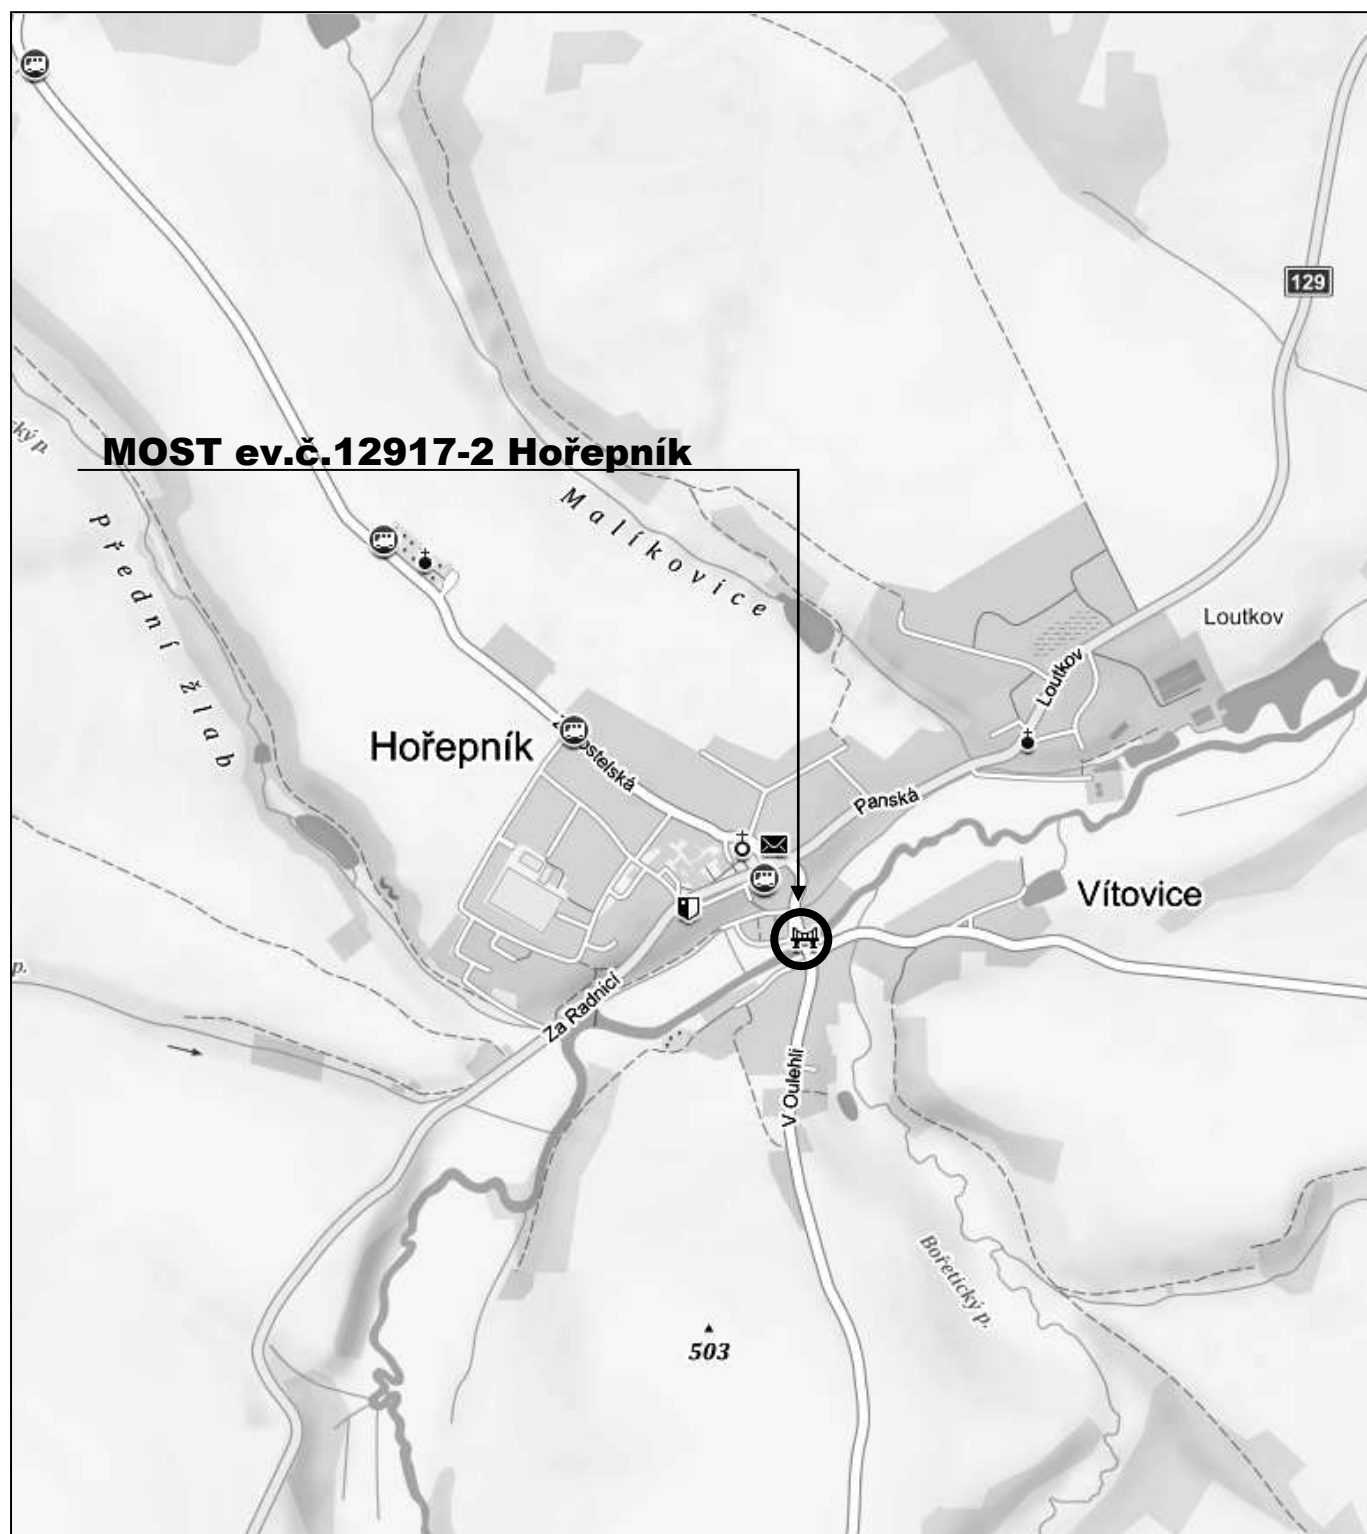 129
MOST ev.č.12917-2 Hořepník
Malíkovice
Přední žlab
Loutkov
Loutkov
Hořepník
Panská
Vítovice
Za Radnicí
V Oulehli
Bořetický p.
503
p.